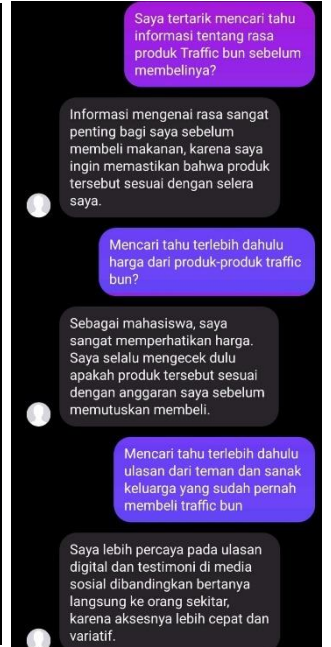 Saya tertarik mencari tahu
informasi tentang rasa
produk Traffic bun sebelum
membelinya?
Informasi mengenai rasa sangat
penting bagi saya sebelum
membeli makanan, karena saya
ingin memastikan bahwa produk
tersebut sesuai dengan selera
saya.
Mencari tahu terlebih dahulu
harga dari produk-produk traffic
bun?
Sebagai mahasiswa, saya
sangat memperhatikan harga.
Saya selalu mengecek dulu
apakah produk tersebut sesuai
dengan anggaran saya sebelum
memutuskan membeli.
Mencari tahu terlebih dahulu
ulasan dari teman dan sanak
keluarga yang sudah pernah
membeli traffic bun
Saya lebih percaya pada ulasan
digital dan testimoni di media
sosial dibandingkan bertanya
langsung ke orang sekitar,
karena aksesnya lebih cepat dan
variatif.